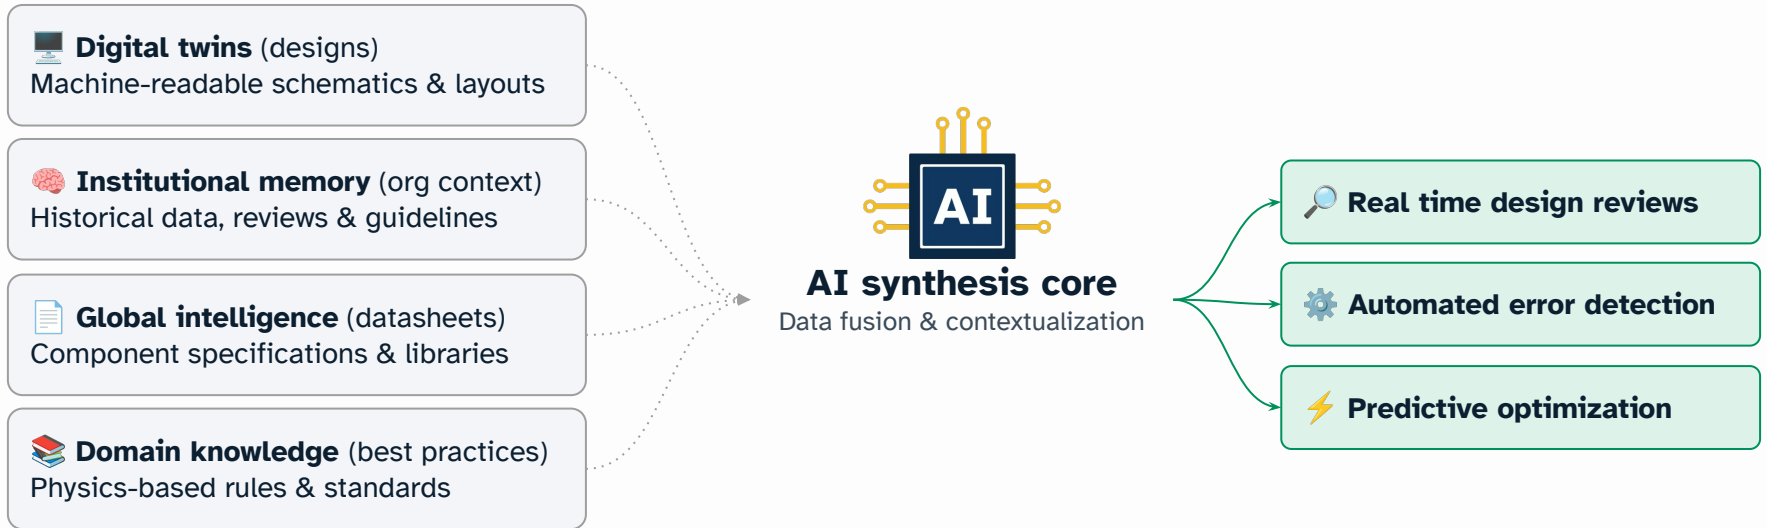 Digital twins (designs)
Machine-readable schematics & layouts
Institutional memory (org context)
Historical data, reviews & guidelines
Global intelligence (datasheets)
Component specifications & libraries
Domain knowledge (best practices)
Physics-based rules & standards
AI
AI synthesis core
Data fusion & contextualization
Real time design reviews
Automated error detection
Predictive optimization